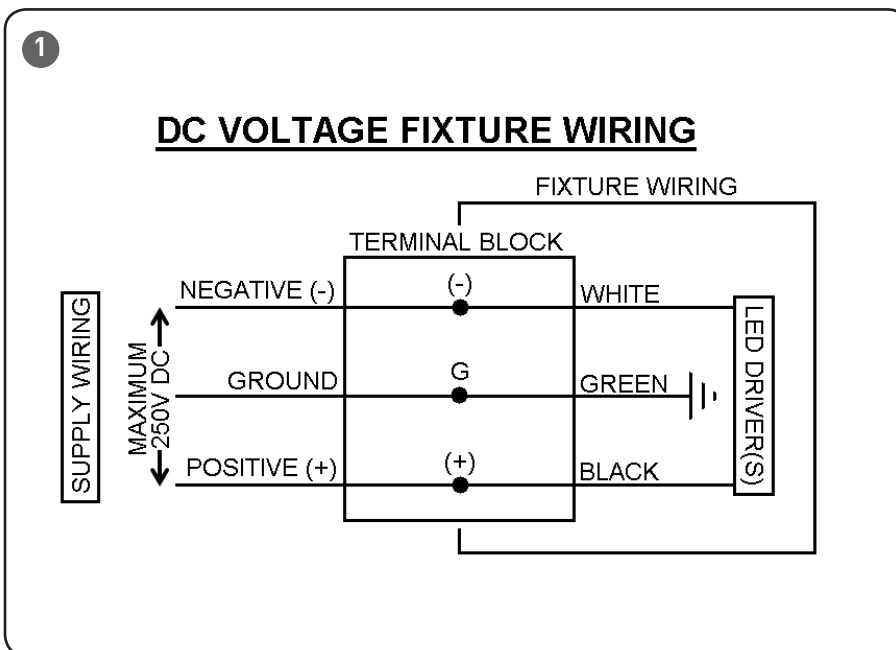 1
DC VOLTAGE FIXTURE WIRING
FIXTURE WIRING
TERMINAL BLOCK
SUPPLY WIRING
MAXIMUM
250V DC
NEGATIVE (-)
(-)
WHITE
GROUND
G
GREEN
POSITIVE (+)
(+)
BLACK
LED DRIVER(S)